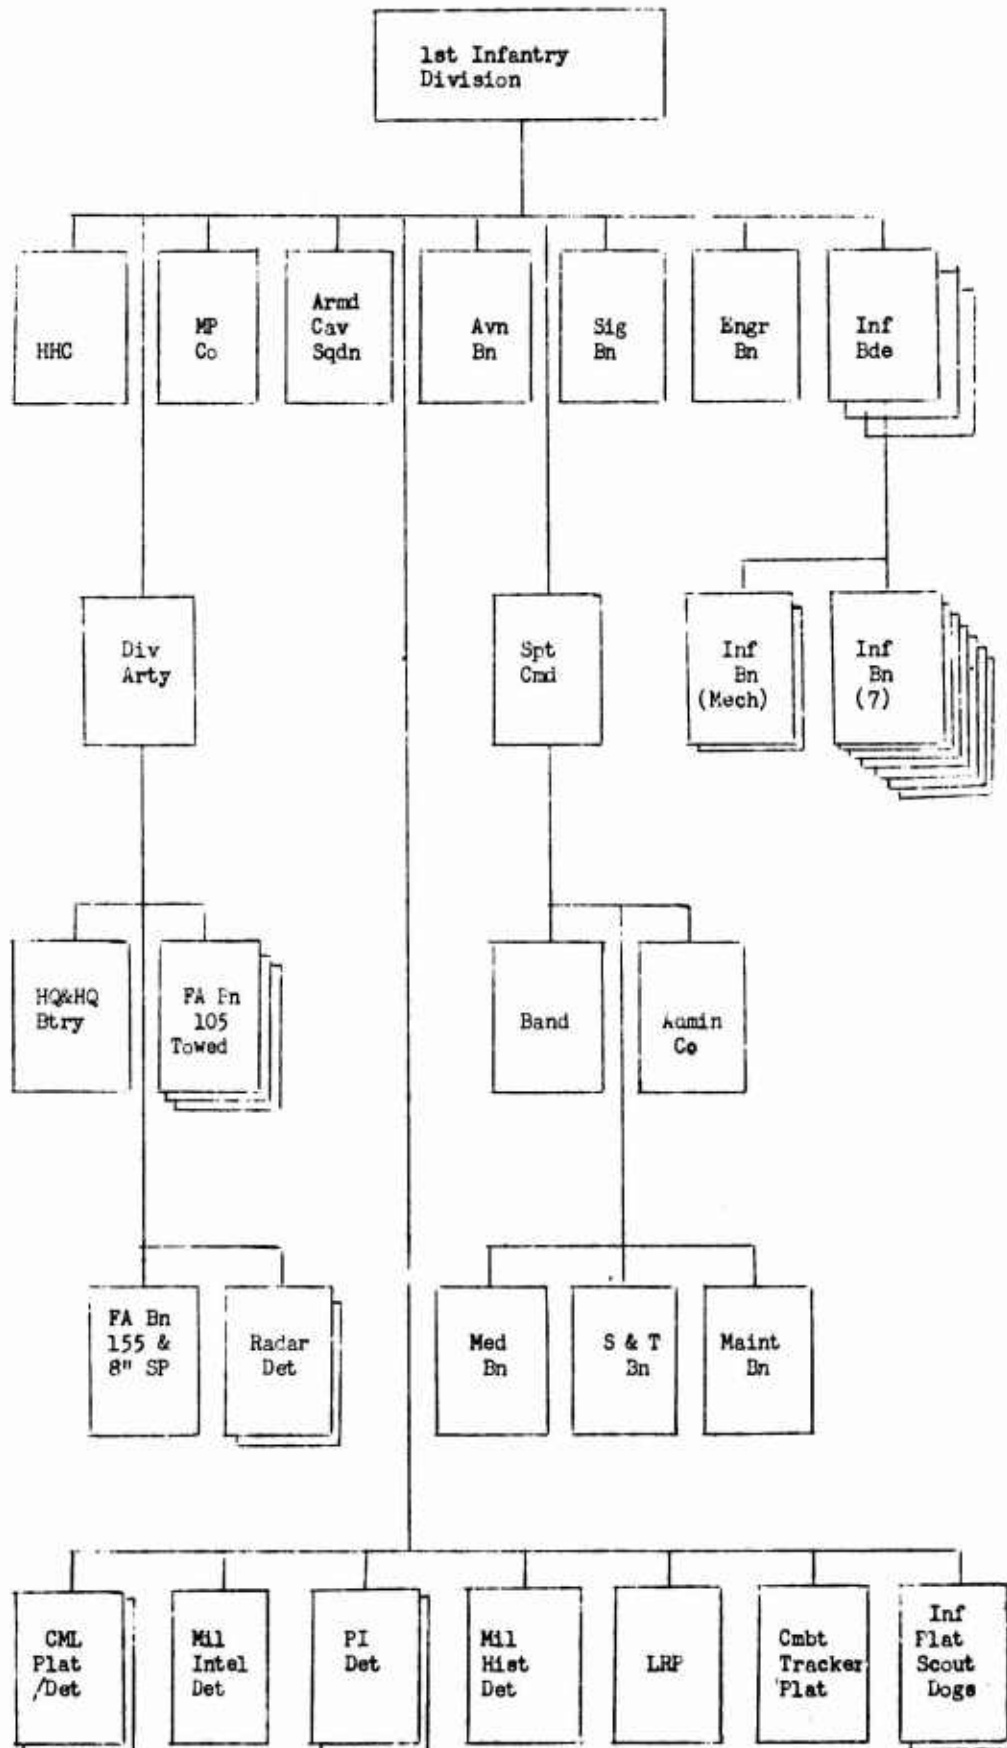 1st Infantry
Division
HHC
MP
Co
Armd
Cav
Sqdn
Avn
Bn
Sig
Bn
Engr
Bn
Inf
Bde
Div
Arty
Spt
Cmd
Inf
Bn
(Mech)
Inf
Bn
(7)
HQ&HQ
Btry
FA Bn
105
Towed
Band
Admin
Co
FA Bn
155 &
8" SP
Radar
Det
Med
Bn
S & T
Bn
Maint
Bn
CML
Plat
/Det
Mil
Intel
Det
PI
Det
Mil
Hist
Det
LRP
Cmbt
Tracker
Plat
Inf
Plat
Scout
Dogs